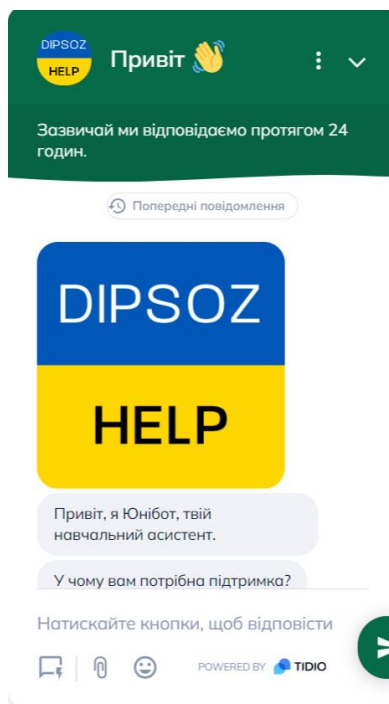 DIPSOZ
HELP
Привіт 👋
Зазвичай ми відповідаємо протягом 24
годин.
Попередні повідомлення
DIPSOZ
HELP
Привіт, я Юнібот, твій
навчальний асистент.
У чому вам потрібна підтримка?
Натискайте кнопки, щоб відповісти
POWERED BY TIDIO